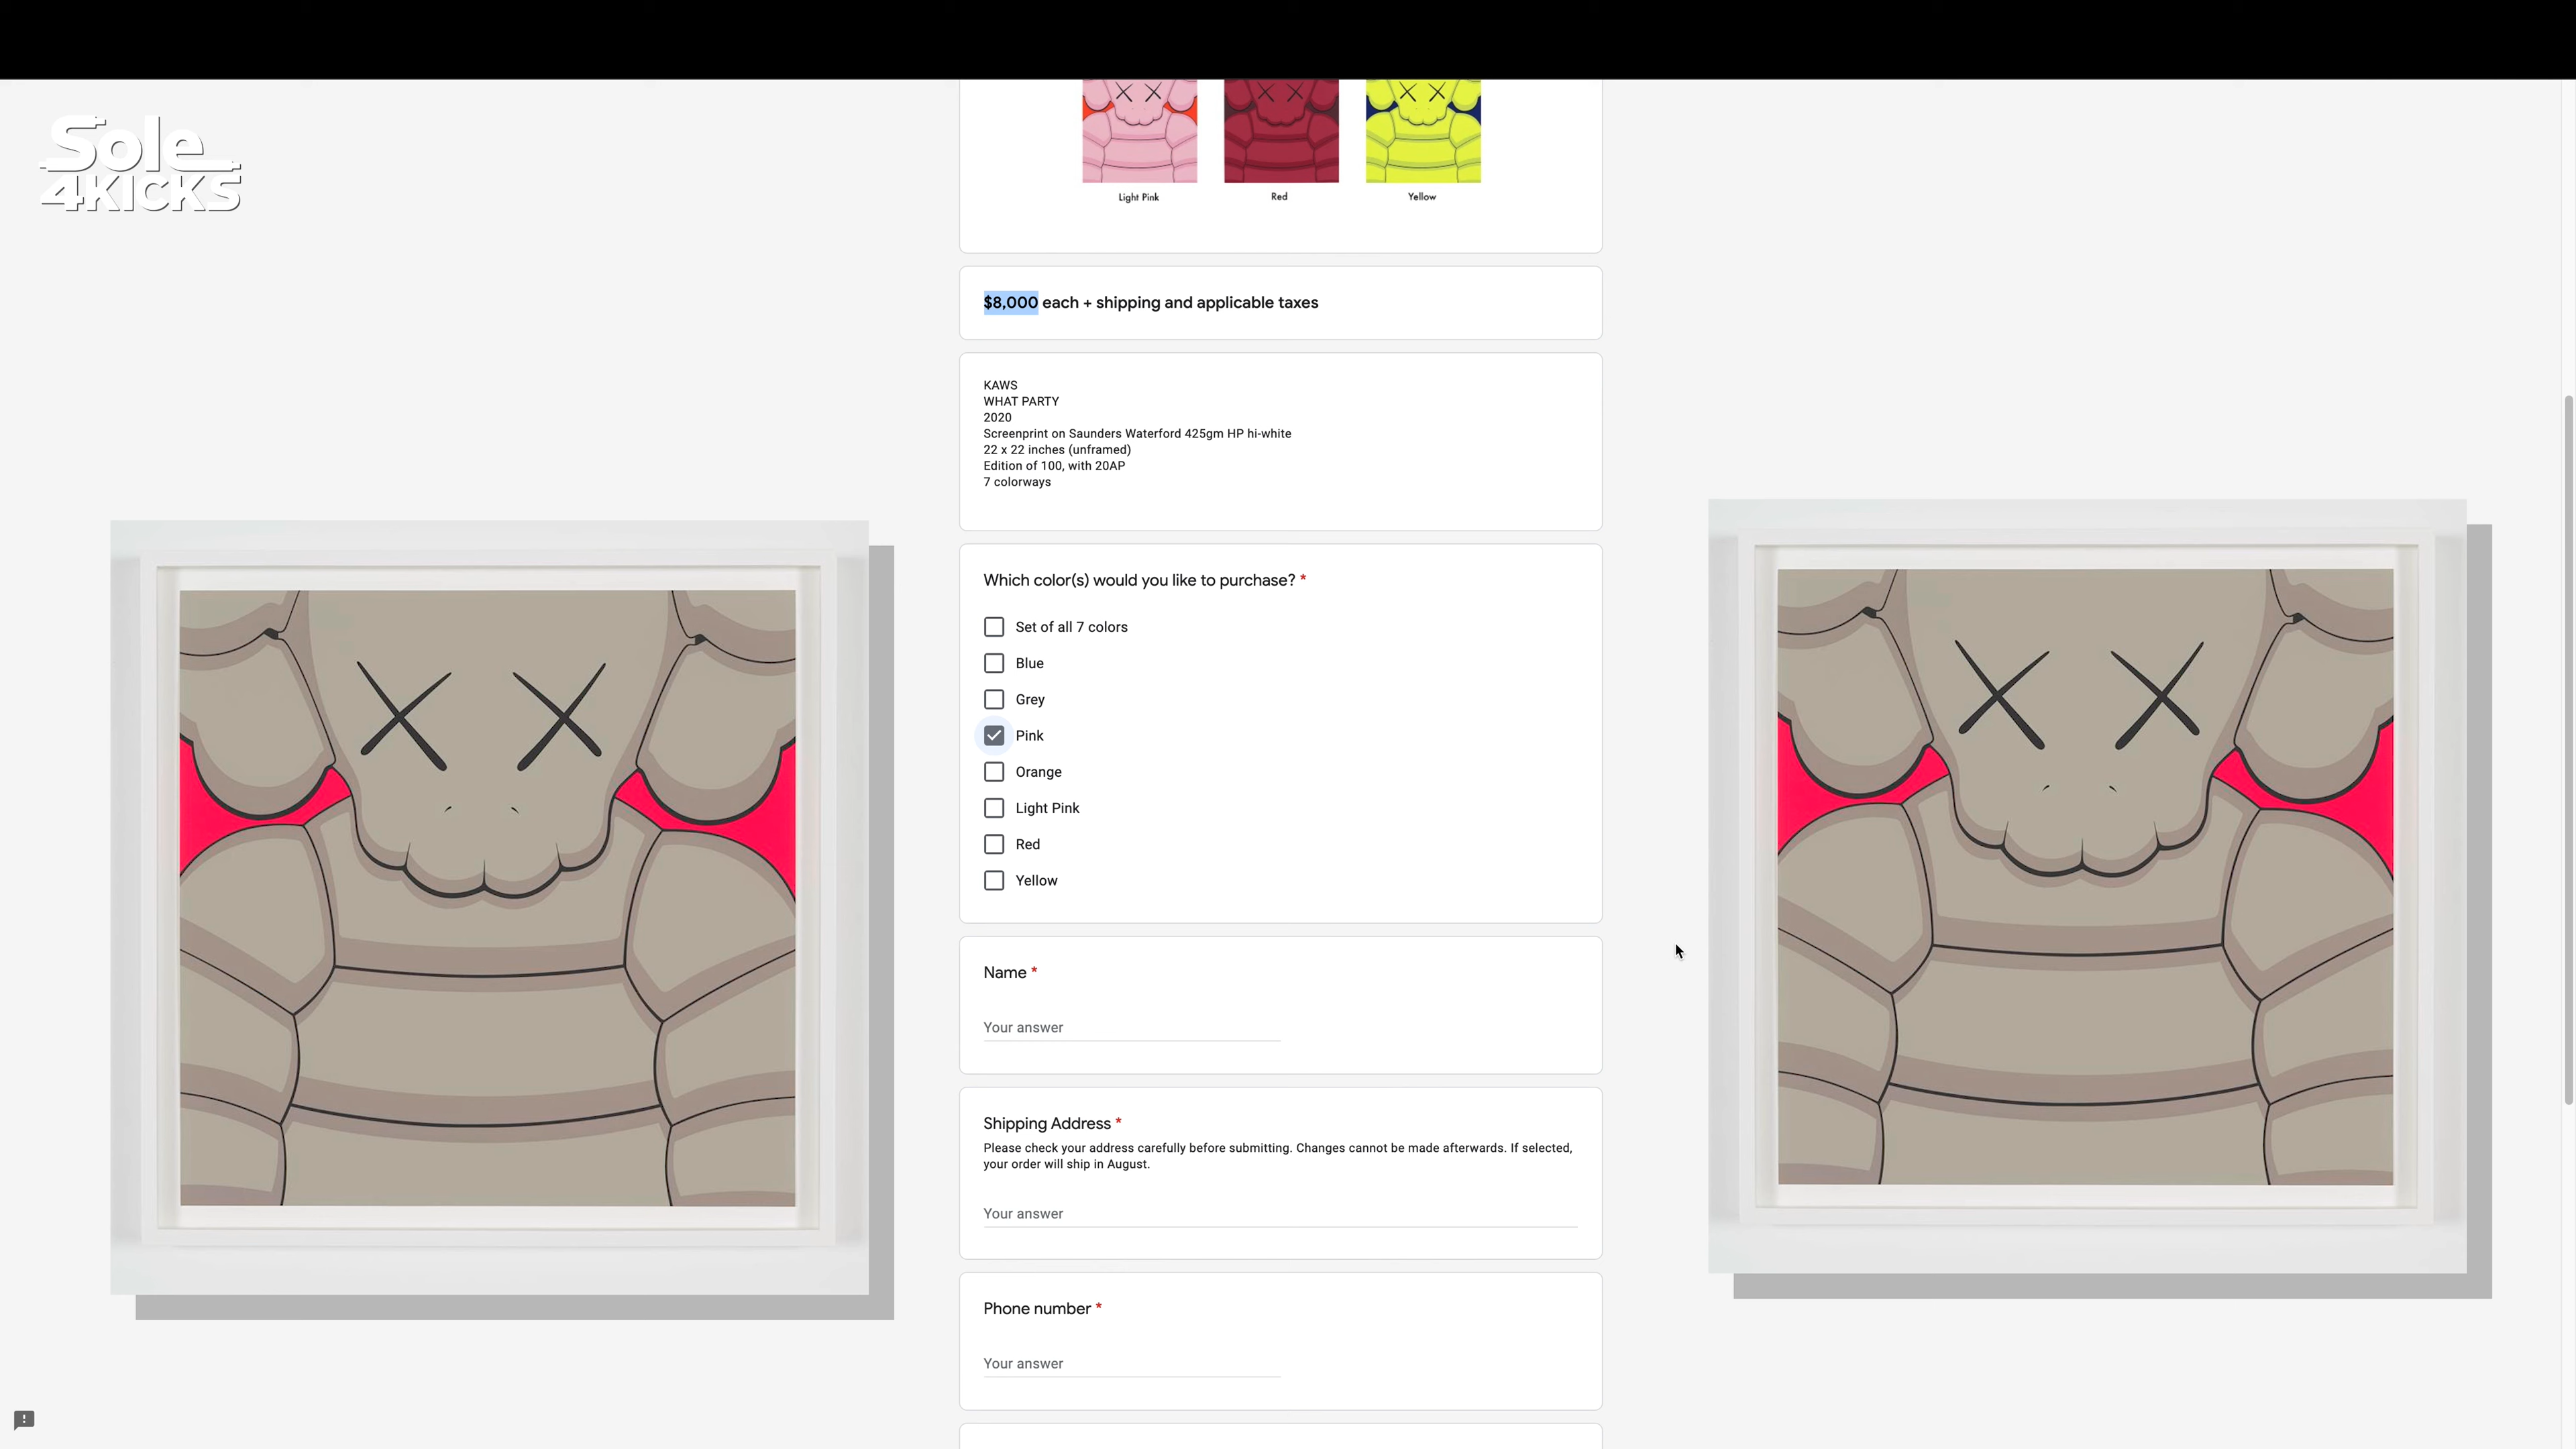 Sole
4KICKS
Light Pink
Red
Yellow
$8,000 each + shipping and applicable taxes
KAWS
WHAT PARTY
2020
Screenprint on Saunders Waterford 425gm HP hi-white
22 x 22 inches (unframed)
Edition of 100, with 20AP
7 colorways
Which color(s) would you like to purchase? *
Set of all 7 colors
Blue
Grey
Pink
Orange
Light Pink
Red
Yellow
Name *
Your answer
Shipping Address *
Please check your address carefully before submitting. Changes cannot be made afterwards. If selected,
your order will ship in August.
Your answer
Phone number *
Your answer